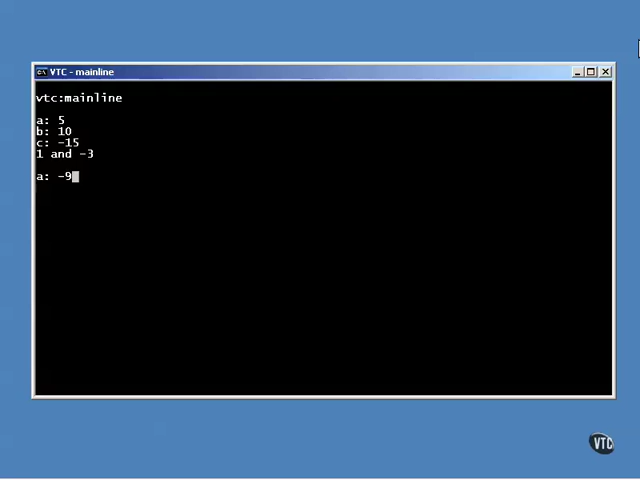 VTC - mainline
vtc:mainline
a: 5
b: 10
c: -15
1 and -3
a: -9
VTC